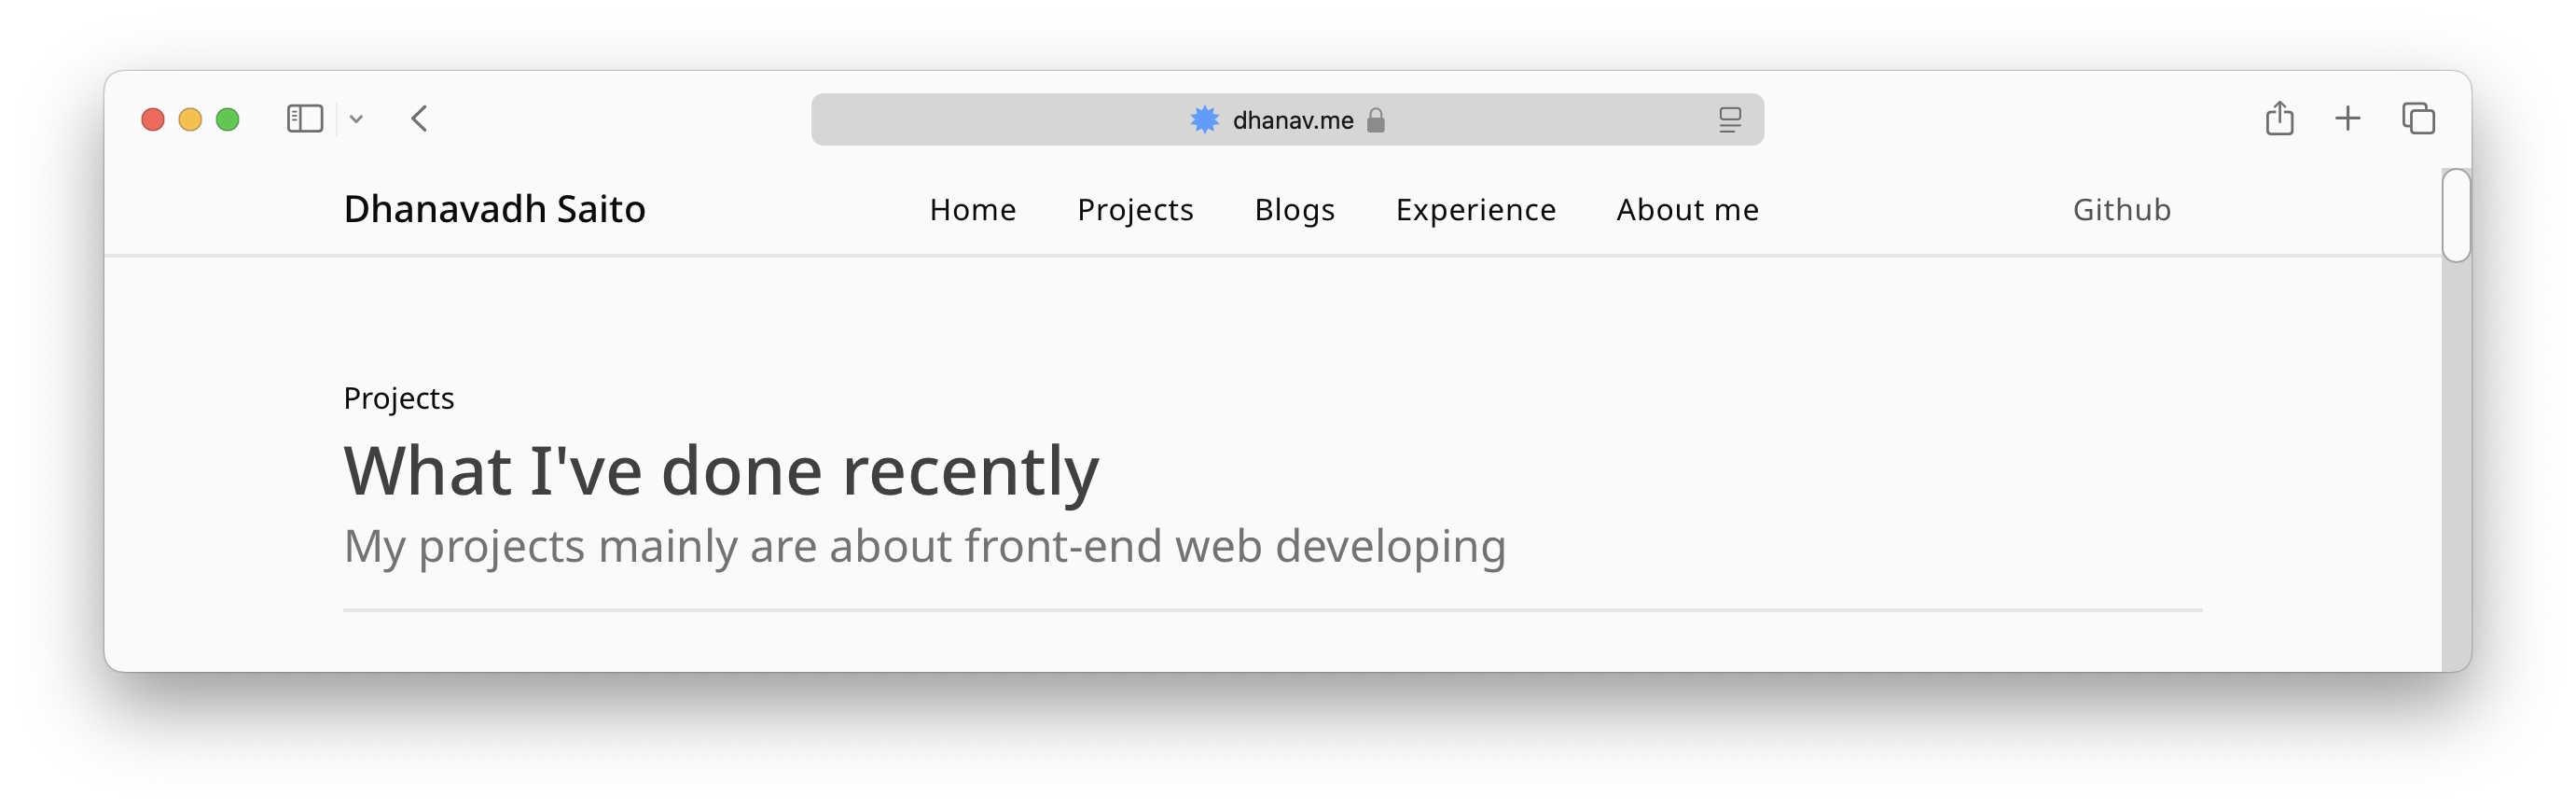 dhanav.me
Dhanavadh Saito Home Projects Blogs Experience About me Github
Projects
What I've done recently
My projects mainly are about front-end web developing